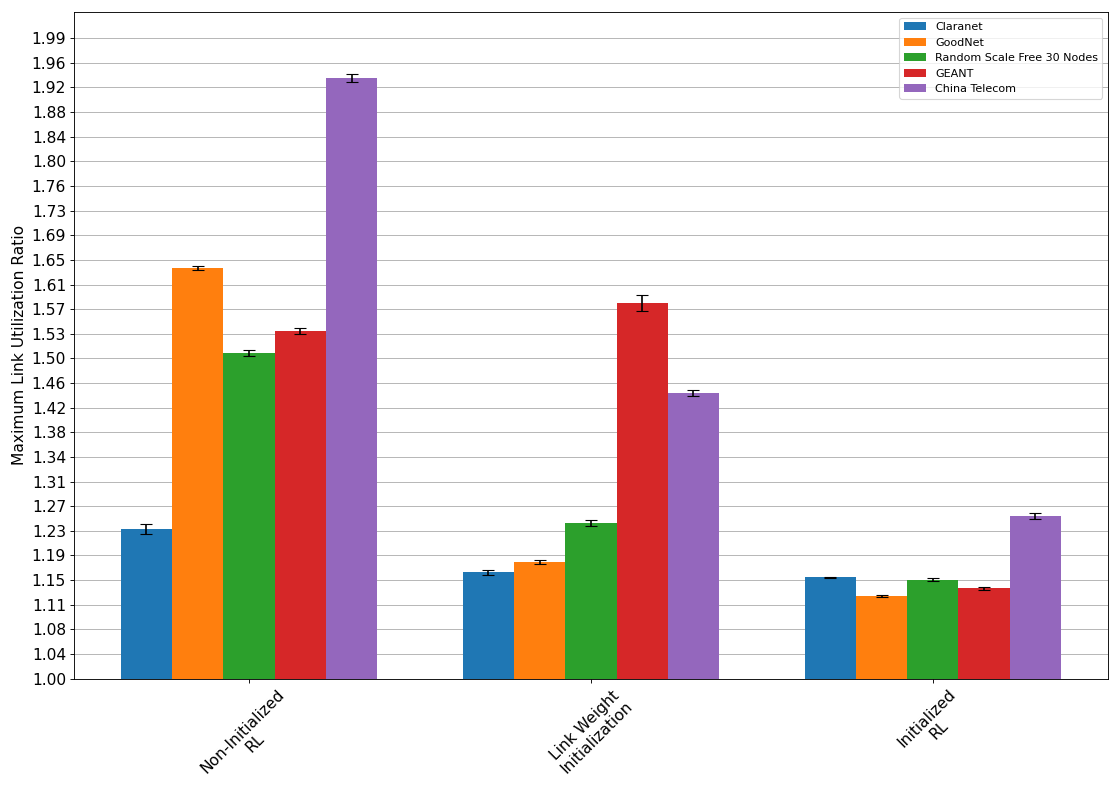 Maximum Link Utilization Ratio
1.99
1.96
1.92
1.88
1.84
1.80
1.76
1.73
1.69
1.65
1.61
1.57
1.53
1.50
1.46
1.42
1.38
1.34
1.31
1.27
1.23
1.19
1.15
1.11
1.08
1.04
1.00
Claranet
GoodNet
Random Scale Free 30 Nodes
GEANT
China Telecom
Non-Initialized
RL
Link Weight
Initialization
Initialized
RL